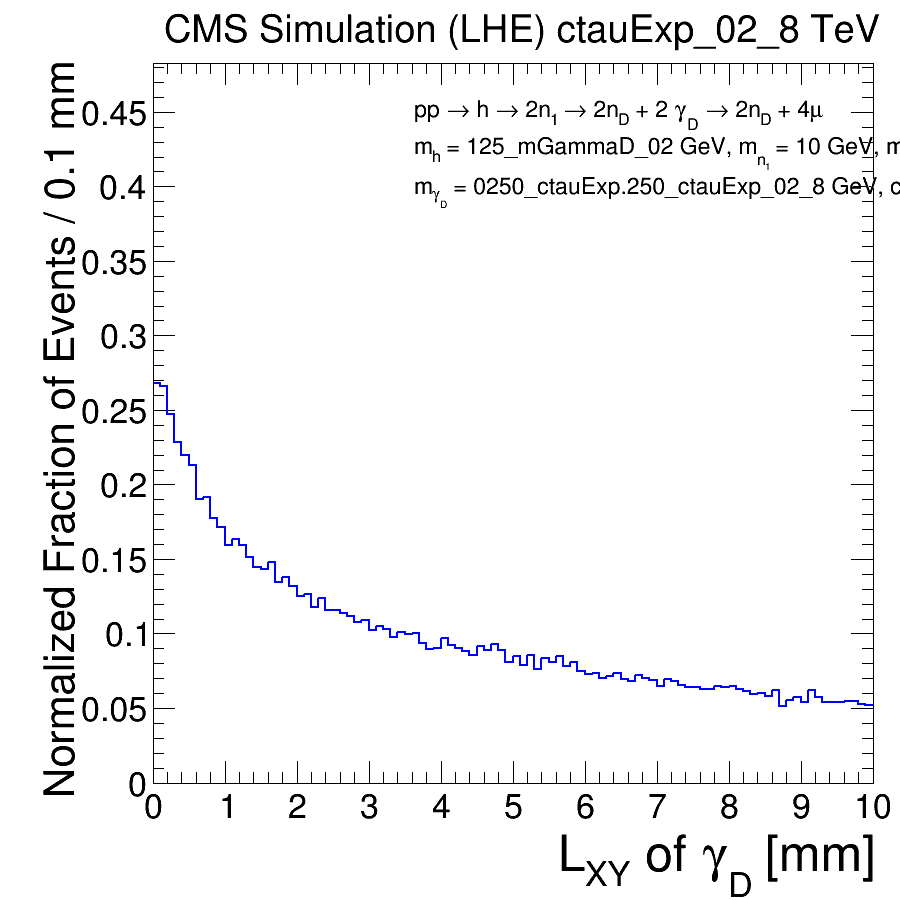 CMS Simulation (LHE) ctauExp_02_8 TeV
pp → h → 2n1 → 2nD + 2 γD → 2nD + 4μ
mh = 125_mGammaD_02 GeV, mn1 = 10 GeV, m
mγD = 0250_ctauExp.250_ctauExp_02_8 GeV, c
Normalized Fraction of Events / 0.1 mm
0.45
0.4
0.35
0.3
0.25
0.2
0.15
0.1
0.05
0
0 1 2 3 4 5 6 7 8 9 10
LXY of γD [mm]